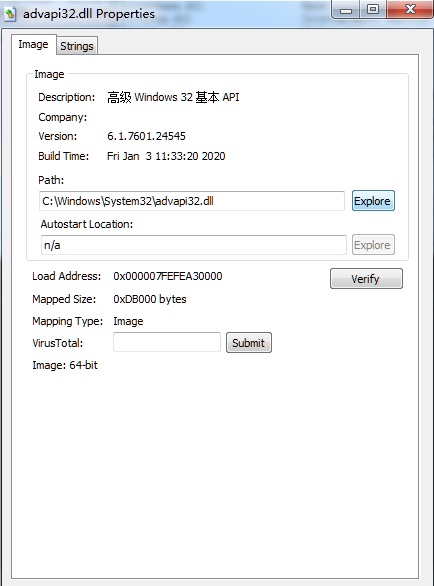 advapi32.dll Properties
Image Strings
Image
Description: 高级 Windows 32 基本 API
Company:
Version: 6.1.7601.24545
Build Time: Fri Jan 3 11:33:20 2020
Path:
C:\Windows\System32\advapi32.dll Explore
Autostart Location:
n/a Explore
Load Address: 0x000007FEFEA30000 Verify
Mapped Size: 0xDB000 bytes
Mapping Type: Image
VirusTotal: Submit
Image: 64-bit